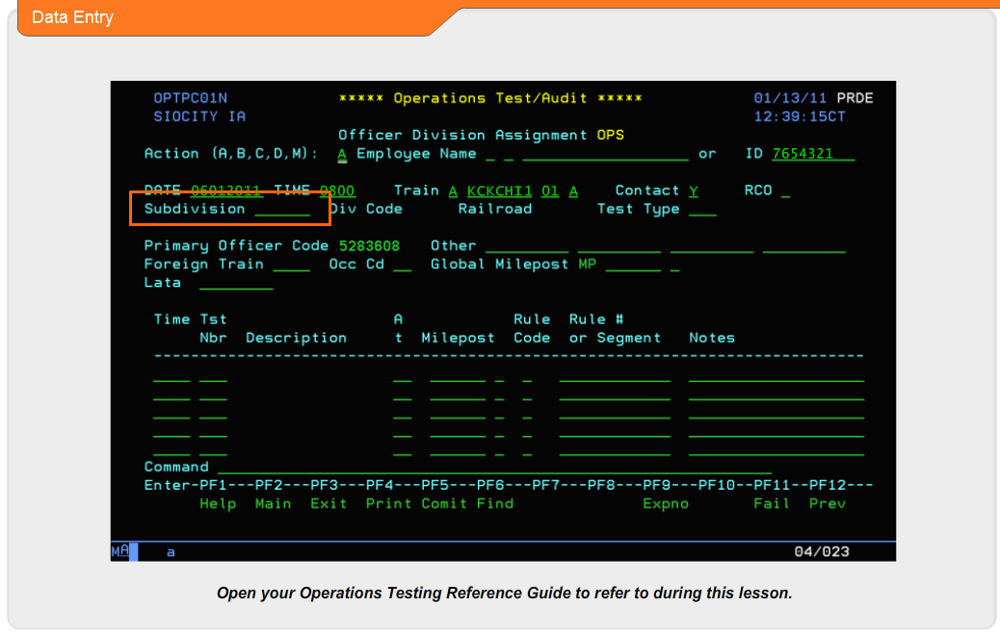 Data Entry
OPTPC01N ***** Operations Test/Audit ***** 01/13/11 PRDE
SIOCITY IA 12:39:15CT
Officer Division Assignment OPS
Action (A,B,C,D,M): A Employee Name _ _ __________________ or ID 7654321__
DATE 06012011 TIME 0800 Train A KCKCHI1 01 A Contact Y RCO _
Subdivision ______ Div Code Railroad Test Type ___
Primary Officer Code 5283608 Other _________ _________ _________ _________
Foreign Train ____ Occ Cd __ Global Milepost MP ______ _
Lata ________
Time Tst A Rule Rule #
Nbr Description t Milepost Code or Segment Notes
-----------------------------------------------------------------------------
____ ___ __ ______ _ _ ____________ ___________________
____ ___ __ ______ _ _ ____________ ___________________
____ ___ __ ______ _ _ ____________ ___________________
____ ___ __ ______ _ _ ____________ ___________________
____ ___ __ ______ _ _ ____________ ___________________
Command ____________________________________________________________
Enter-PF1---PF2---PF3---PF4---PF5---PF6---PF7---PF8---PF9---PF10--PF11--PF12---
Help Main Exit Print Comit Find Expno Fail Prev
MA a 04/023
Open your Operations Testing Reference Guide to refer to during this lesson.